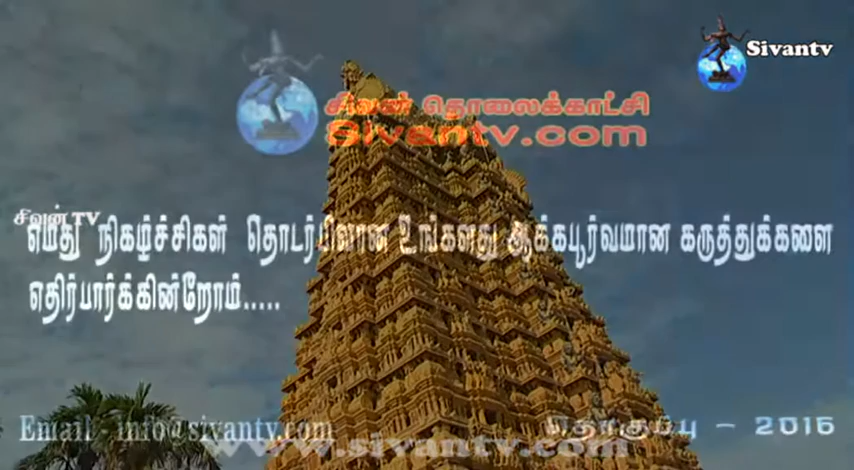 Sivantv
சிவன் தொலைக்காட்சி
Sivantv.com
சிவன் TV
எமது நிகழ்ச்சிகள் தொடர்பிலான உங்களது ஆக்கபூர்வமான கருத்துக்களை
எதிர்பார்க்கின்றோம்.....
Email - info@sivantv.com
தொகுப்பு - 2016
www.sivantv.com